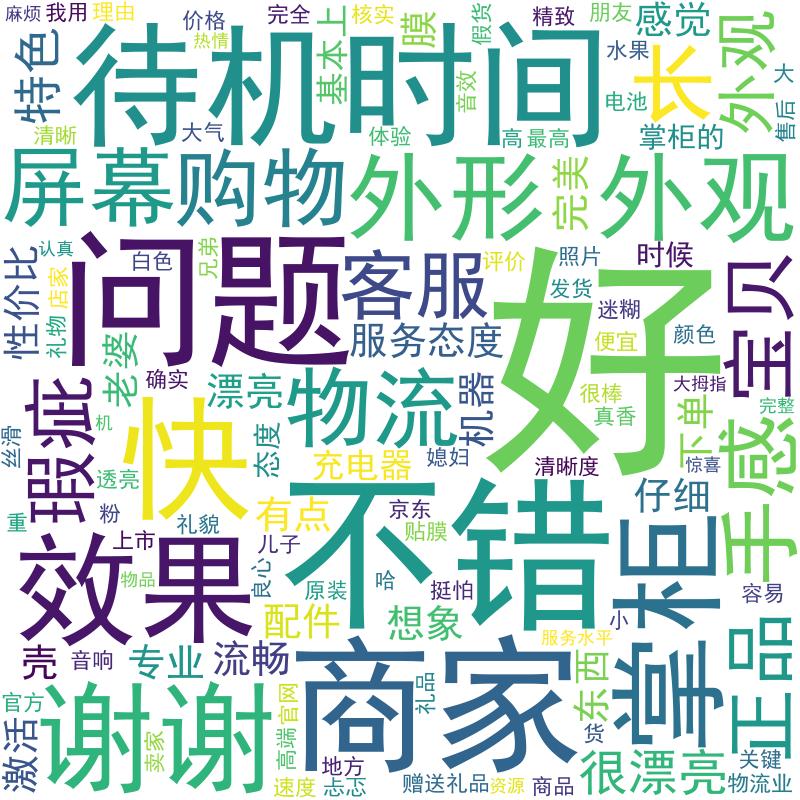 麻烦
我用
理由
价格
完全
上
核实
膜
假货
精致
朋友
感觉
外观
特色
待机时间
热情
基本
音效
水果
长
电池
大
售后
清晰
大气
体验
高
最高
掌柜的
屏幕
购物
外形
完美
外观
性价比
认真
店家
问题
白色
兄弟
客服
评价
照片
时候
宝贝
礼物
老婆
服务态度
发货
迷糊
好
便宜
颜色
确实
漂亮
物流
机器
很棒
真香
大拇指
下单
完整
瑕疵
机
快
态度
充电器
媳妇
清晰度
惊喜
手感
丝滑
透亮
重
粉
礼貌
有点
不错
京东
贴膜
仔细
上市
儿子
效果
物品
良心
原装
哈
挺怕
掌柜
容易
配件
想象
小
服务水平
壳
音响
专业
流畅
商家
东西
正品
官方
谢谢
激活
卖家
高端
官网
礼品
货
很漂亮
关键
地方
速度
忐忑
赠送礼品
资源
商品
物流业